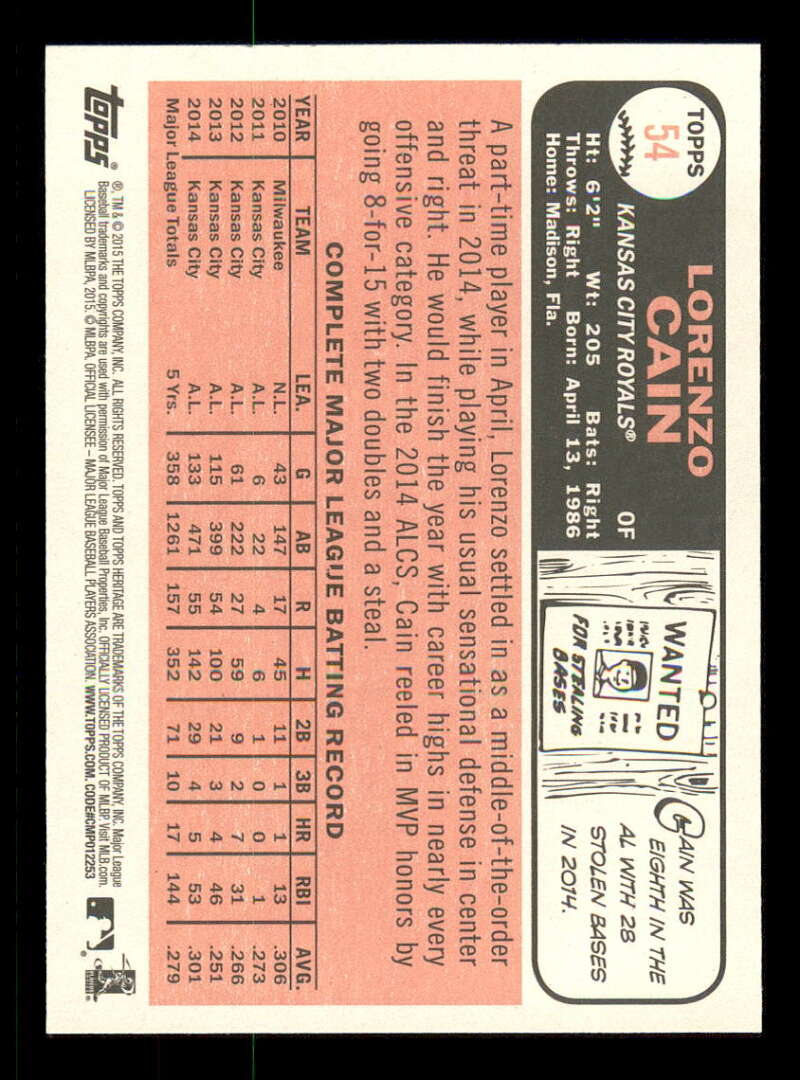 TOPPS
54
LORENZO
CAIN
KANSAS CITY ROYALS® OF
Ht: 6'2" Wt: 205 Bats: Right
Throws: Right Born: April 13, 1986
Home: Madison, Fla.
WANTED
FOR STEALING
BASES
CAIN WAS
EIGHTH IN THE
AL WITH 28
STOLEN BASES
IN 2014.
A part-time player in April, Lorenzo settled in as a middle-of-the-order
threat in 2014, while playing his usual sensational defense in center
and right. He would finish the year with career highs in nearly every
offensive category. In the 2014 ALCS, Cain reeled in MVP honors by
going 8-for-15 with two doubles and a steal.
COMPLETE MAJOR LEAGUE BATTING RECORD
YEAR TEAM LEA. G AB R H 2B 3B HR RBI AVG.
2010 Milwaukee N.L. 43 147 17 45 11 1 1 13 .306
2011 Kansas City A.L. 6 22 4 6 1 0 0 1 .273
2012 Kansas City A.L. 61 222 27 59 9 2 7 31 .266
2013 Kansas City A.L. 115 399 54 100 21 3 4 46 .251
2014 Kansas City A.L. 133 471 55 142 29 4 5 53 .301
Major League Totals 5 Yrs. 358 1261 157 352 71 10 17 144 .279
topps®
®, TM & © 2015 THE TOPPS COMPANY, INC. ALL RIGHTS RESERVED. TOPPS AND TOPPS HERITAGE ARE TRADEMARKS OF THE TOPPS COMPANY, INC. Major League
Baseball trademarks and copyrights are used with permission of Major League Baseball Properties, Inc. OFFICIALLY LICENSED PRODUCT OF MLBP. Visit MLB.com.
LICENSED BY MLBPA, 2015. © MLBPA, OFFICIAL LICENSEE – MAJOR LEAGUE BASEBALL PLAYERS ASSOCIATION. WWW.TOPPS.COM. CODE#CMP012253